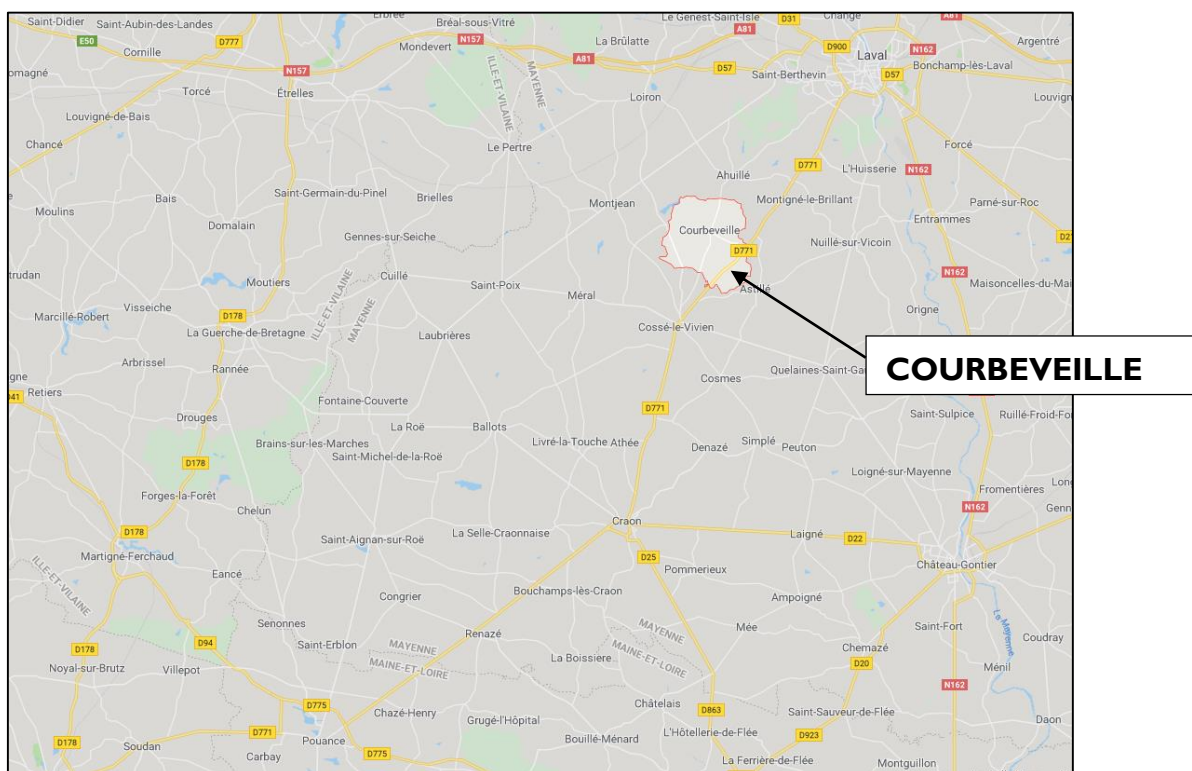 Saint-Didier Saint-Aubin-des-Landes Erbrée Bréal-sous-Vitré Le Genest-Saint-Isle D31 Changé A81
E50 D777 Mondevert N157 La Brûlatte A81 D900 N162 Argentré
Cornille N157 A81 D57 Saint-Berthevin Laval D57 Bonchamp-lès-Laval
Torcé Étrelles ILLE-ET-VILAINE MAYENNE Loiron
Louvigné-de-Bais
Chancé Le Pertre D771 Forcé
Ahuillé L'Huisserie N162
Bais Saint-Germain-du-Pinel Brielles Montjean Montigné-le-Brillant Parné-sur-Roc
Moulins Domalain Courbeveille Entrammes
Gennes-sur-Seiche D771 Nuillé-sur-Vicoin D21
trudan Moutiers Cuillé Saint-Poix Méral Astillé N162 Maisoncelles-du-Mai
Visseiche ILLE-ET-VILAINE MAYENNE Origné
Marcillé-Robert D178 La Guerche-de-Bretagne Laubrières Cossé-le-Vivien
Arbrissel Rannée Cosmes Quelaines-Saint-Ga
COURBEVEILLE
gne Retiers
D41 Drouges Fontaine-Couverte D771 Saint-Sulpice Ruillé-Froid-Fo
La Roë Ballots Livré-la-Touche Athée Denazé Simplé Peuton
Brains-sur-les-Marches
D178 Saint-Michel-de-la-Roë Loigné-sur-Mayenne
Forges-la-Forêt Chelun Fromentières
N162 Genn
D178 Saint-Aignan-sur-Roë La Selle-Craonnaise Craon Laigné D22
Martigné-Ferchaud D25 Château-Gontier
ILLE-ET-VILAINE Eancé Pommerieux
Congrier Bouchamps-lès-Craon Ampoigné
Senonnes La Mayenne
D94 Saint-Erblon MAYENNE Renazé MAYENNE Mée Saint-Fort Coudray
D178 MAINE-ET-LOIRE La Boissière MAINE-ET-LOIRE Chemazé
Noyal-sur-Brutz Villepot D20 Ménil
N162
D775 Chazé-Henry Grugé-l'Hôpital Châtelais D863 Saint-Sauveur-de-Flée Daon
D178 Soudan D771 Pouance Bouillé-Ménard L'Hôtellerie-de-Flée D923
Carbay D775 La Ferrière-de-Flée Montguillon